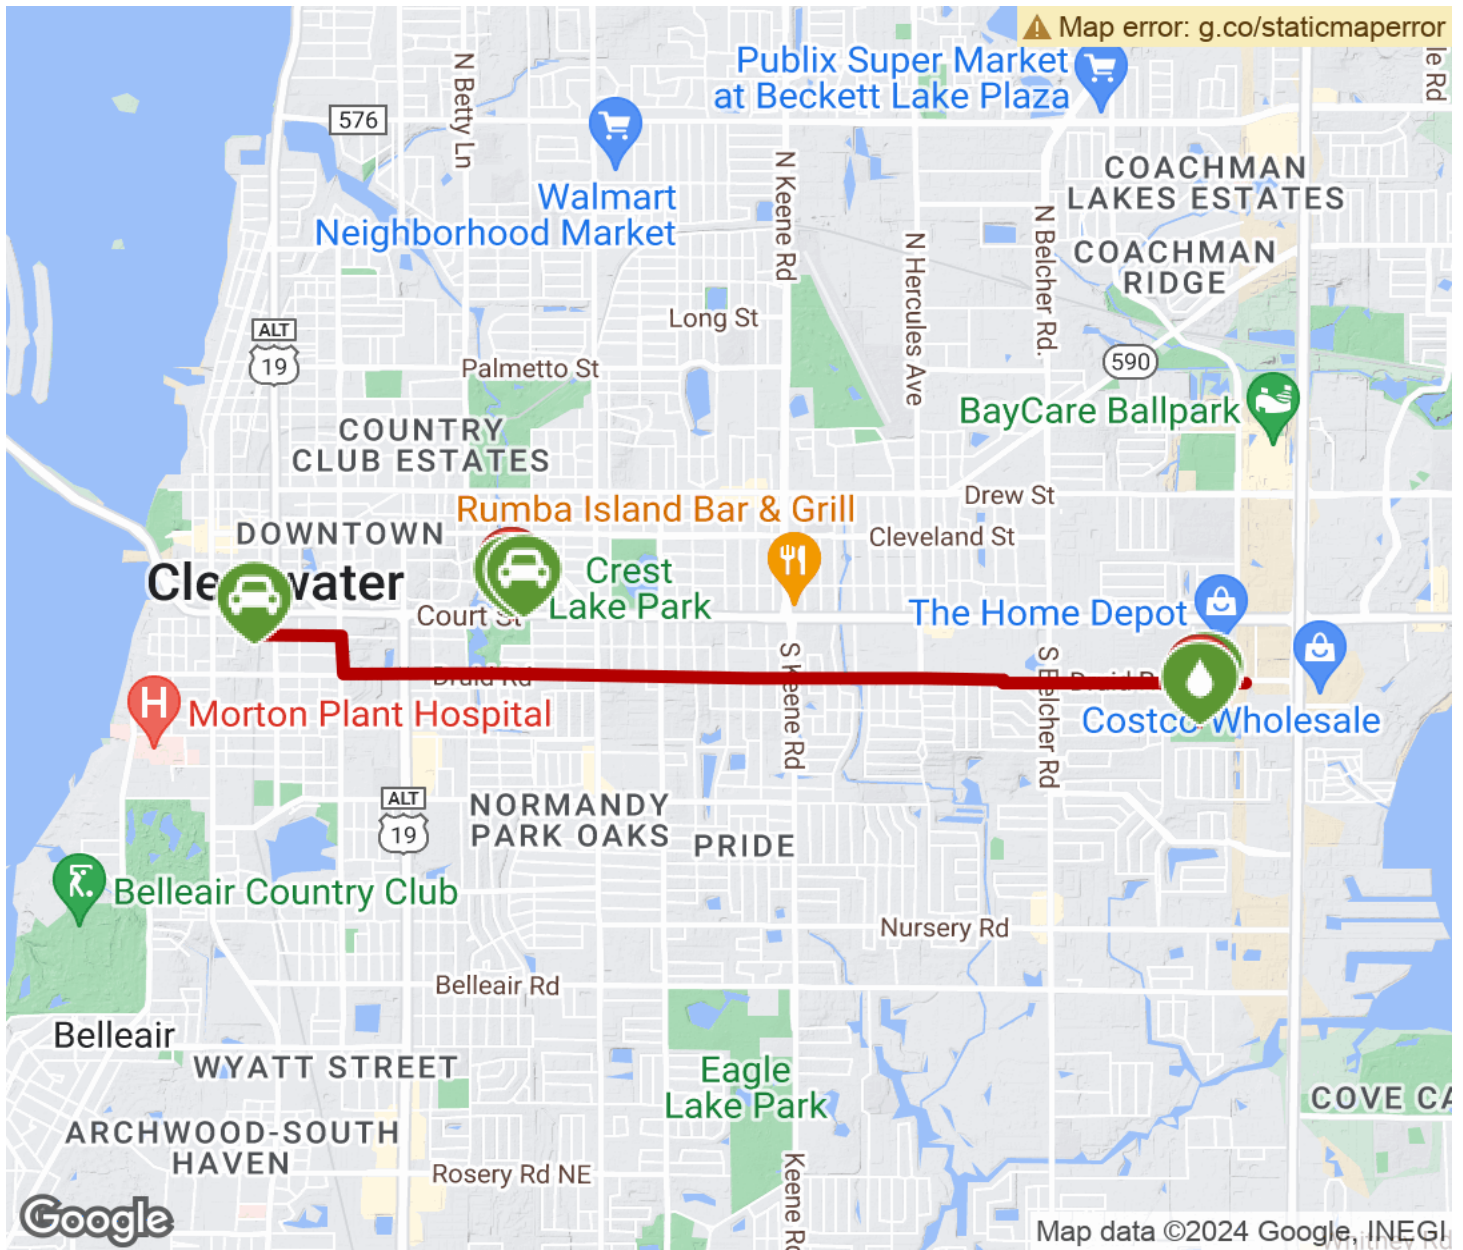 Map error: g.co/staticmaperror
Publix Super Market
at Beckett Lake Plaza
N Betty Ln
576
Walmart
Neighborhood Market
N Keene Rd
COACHMAN
LAKES ESTATES
N Hercules Ave
N Belcher Rd.
COACHMAN
RIDGE
Long St
ALT
19
Palmetto St
590
BayCare Ballpark
COUNTRY
CLUB ESTATES
Drew St
Rumba Island Bar & Grill
Cleveland St
DOWNTOWN
Crest
Lake Park
Court St
The Home Depot
S Keene Rd
S Belcher Rd
Druid Rd
H
Morton Plant Hospital
Costco Wholesale
ALT
19
NORMANDY
PARK OAKS
PRIDE
Belleair Country Club
Nursery Rd
Belleair Rd
Belleair
WYATT STREET
Eagle
Lake Park
COVE CA
ARCHWOOD-SOUTH
HAVEN
Rosery Rd NE
Keene Rd
Google
Map data ©2024 Google, INEGI